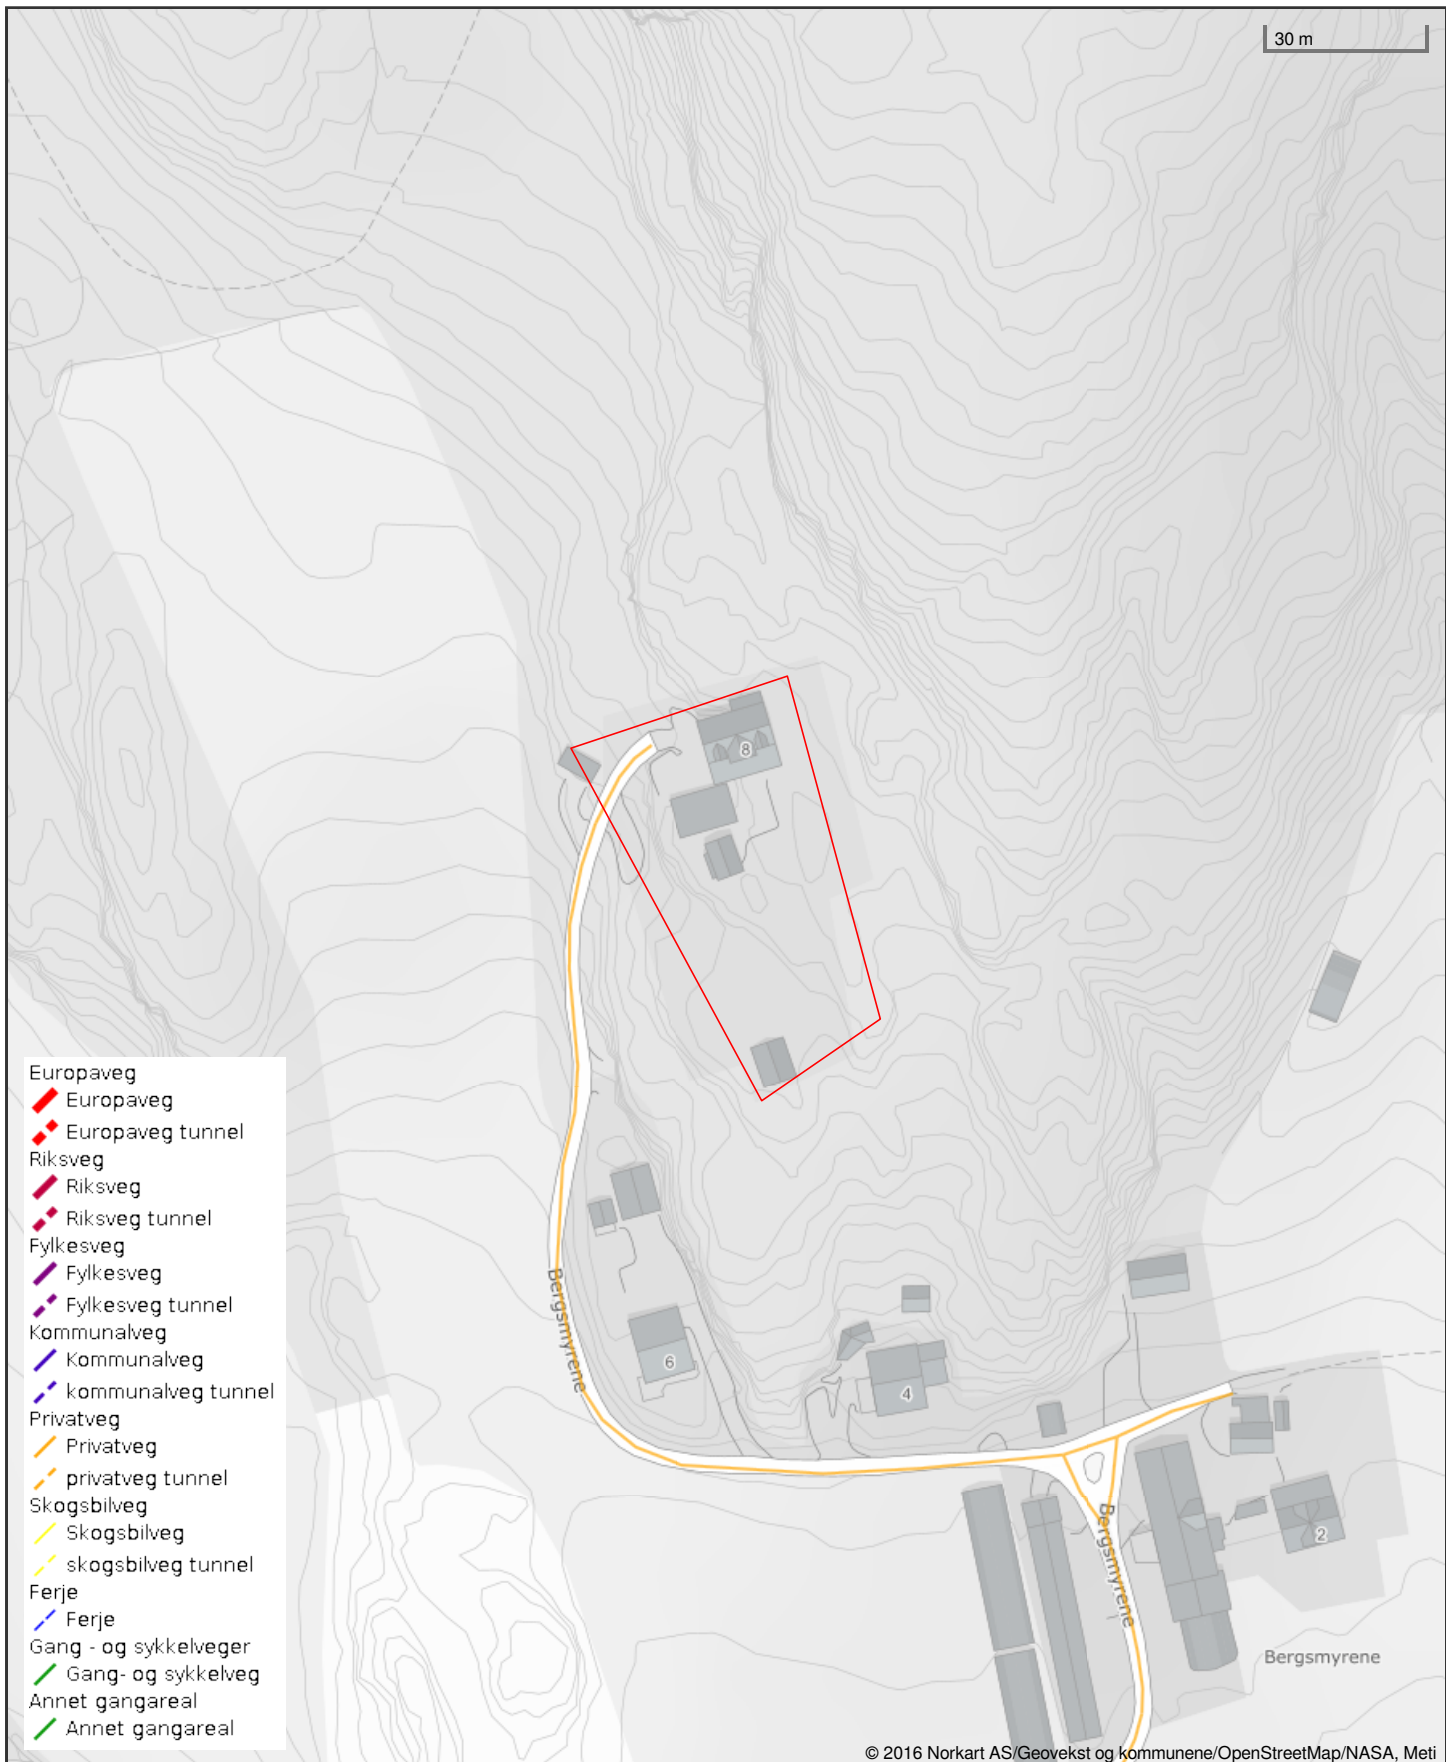 30 m
8
Bergsmyrene
6
4
2
Bergsmyrene
Bergsmyrene
Europaveg
Europaveg
Europaveg tunnel
Riksveg
Riksveg
Riksveg tunnel
Fylkesveg
Fylkesveg
Fylkesveg tunnel
Kommunalveg
Kommunalveg
kommunalveg tunnel
Privatveg
Privatveg
privatveg tunnel
Skogsbilveg
Skogsbilveg
skogsbilveg tunnel
Ferje
Ferje
Gang - og sykkelveger
Gang- og sykkelveg
Annet gangareal
Annet gangareal
© 2016 Norkart AS/Geovekst og kommunene/OpenStreetMap/NASA, Meti